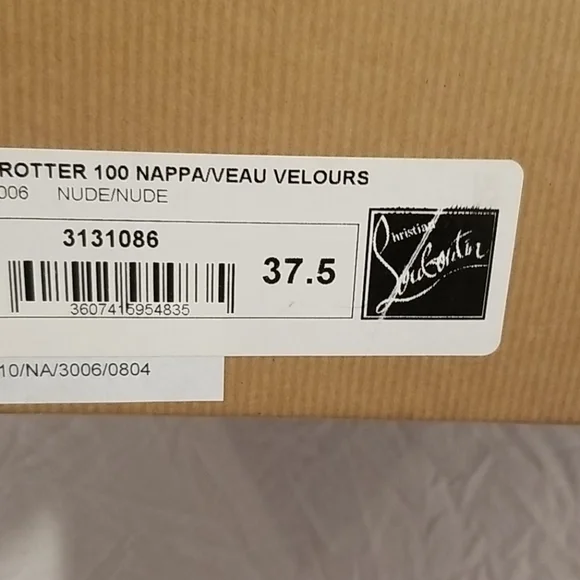 ROTTER 100 NAPPA/VEAU VELOURS
006 NUDE/NUDE
3131086
37.5
3607415954835
Christian
Louboutin
10/NA/3006/0804